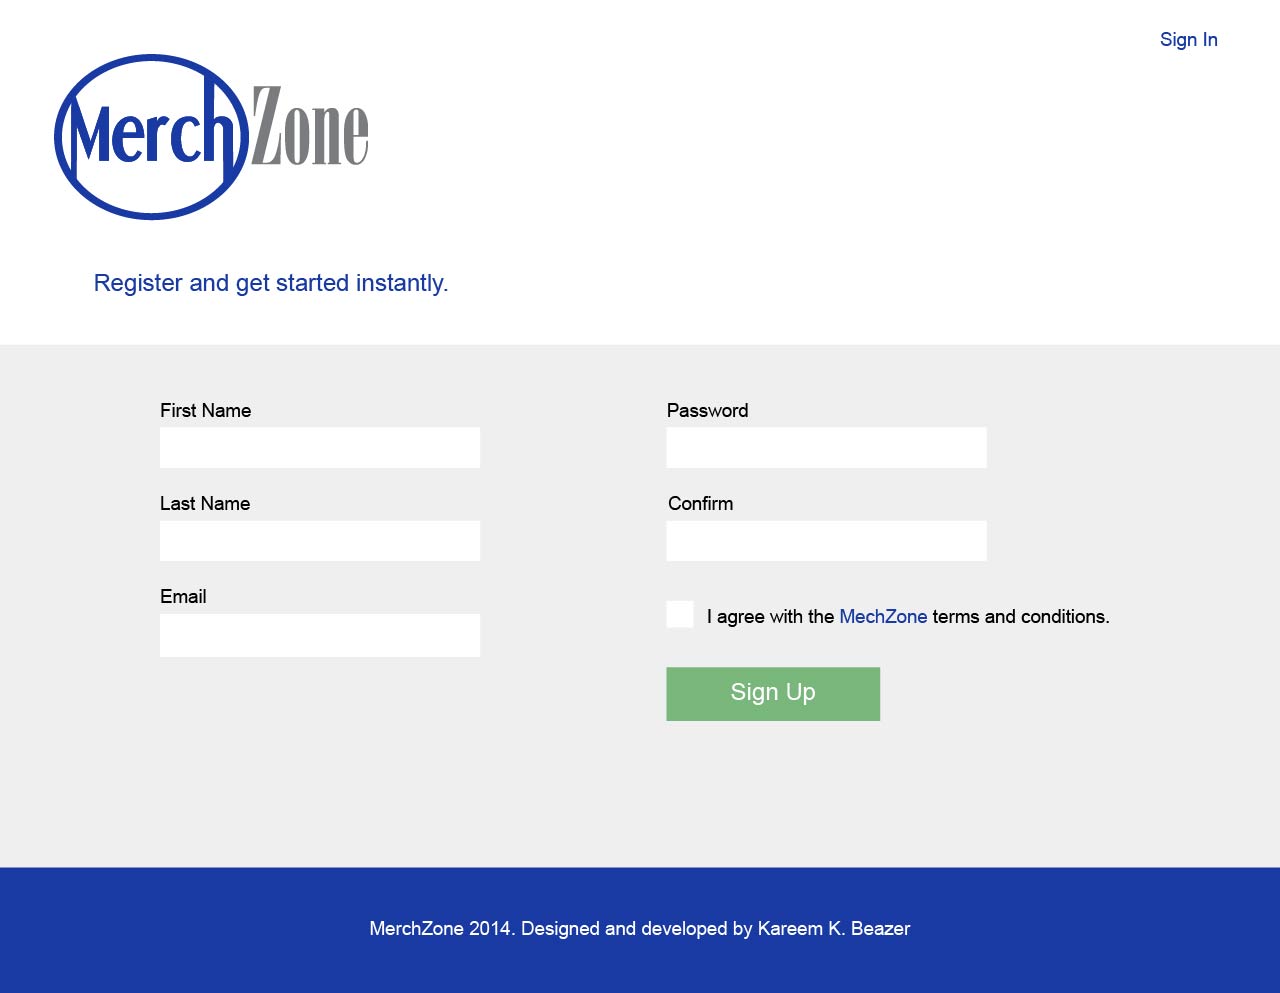 Sign In
MerchZone
Register and get started instantly.
First Name
Last Name
Email
Password
Confirm
I agree with the MechZone terms and conditions.
Sign Up
MerchZone 2014. Designed and developed by Kareem K. Beazer